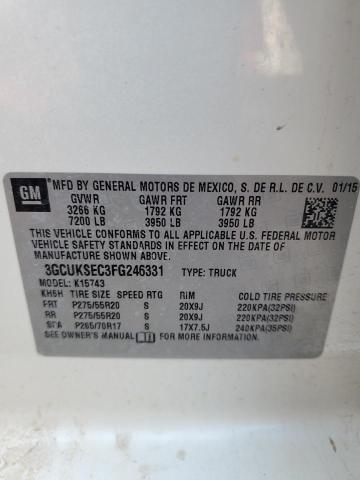 GM
MFD BY GENERAL MOTORS DE MEXICO, S. DE R.L. DE C.V. 01/15
GVWR GAWR FRT GAWR RR
3266 KG 1792 KG 1792 KG
7200 LB 3950 LB 3950 LB
THIS VEHICLE CONFORMS TO ALL APPLICABLE U.S. FEDERAL MOTOR
VEHICLE SAFETY STANDARDS IN EFFECT ON THE DATE OF
MANUFACTURE SHOWN ABOVE.
3GCUKSEC3FG246331 TYPE: TRUCK
MODEL: K15743
TIRE SIZE SPEED RTG RIM COLD TIRE PRESSURE
FRT P275/55R20 S 20X9J 220KPA(32PSI)
RR P275/55R20 S 20X9J 220KPA(32PSI)
SPA P265/70R17 S 17X7.5J 240KPA(35PSI)
SEE OWNER'S MANUAL FOR MORE INFORMATION.